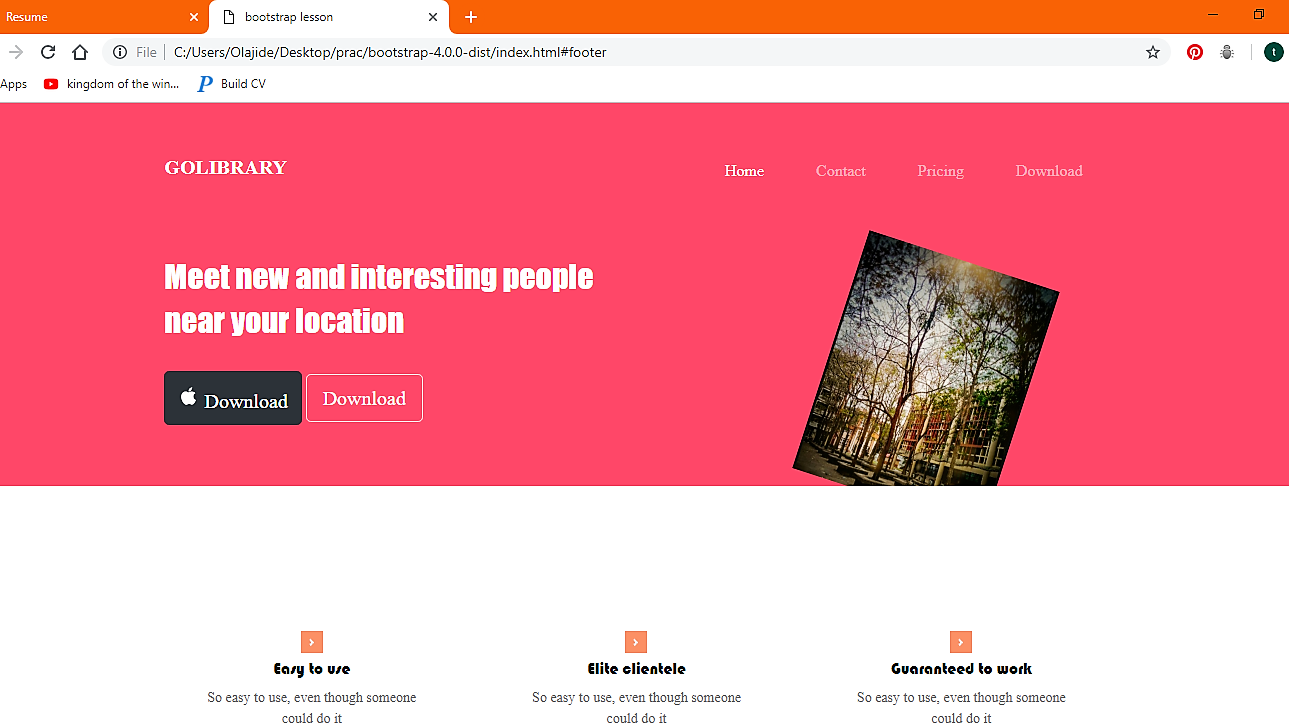 Resume
bootstrap lesson
File
C:/Users/Olajide/Desktop/prac/bootstrap-4.0.0-dist/index.html#footer
t
Apps
kingdom of the win...
Build CV
GOLIBRARY
Home
Contact
Pricing
Download
Meet new and interesting people
near your location
Download
Download
Easy to use
Elite clientele
Guaranteed to work
So easy to use, even though someone
could do it
So easy to use, even though someone
could do it
So easy to use, even though someone
could do it